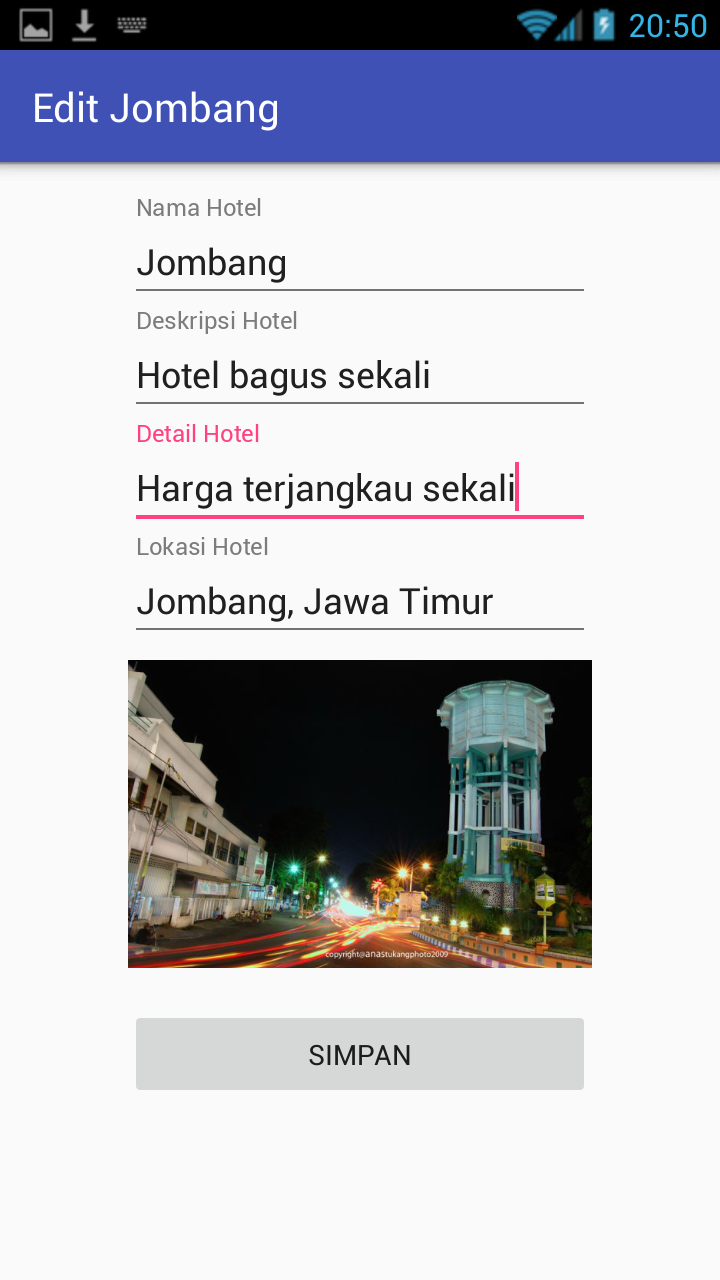 20:50
Edit Jombang
Nama Hotel
Jombang
Deskripsi Hotel
Hotel bagus sekali
Detail Hotel
Harga terjangkau sekali
Lokasi Hotel
Jombang, Jawa Timur
copyright@anastukangphoto2009
SIMPAN